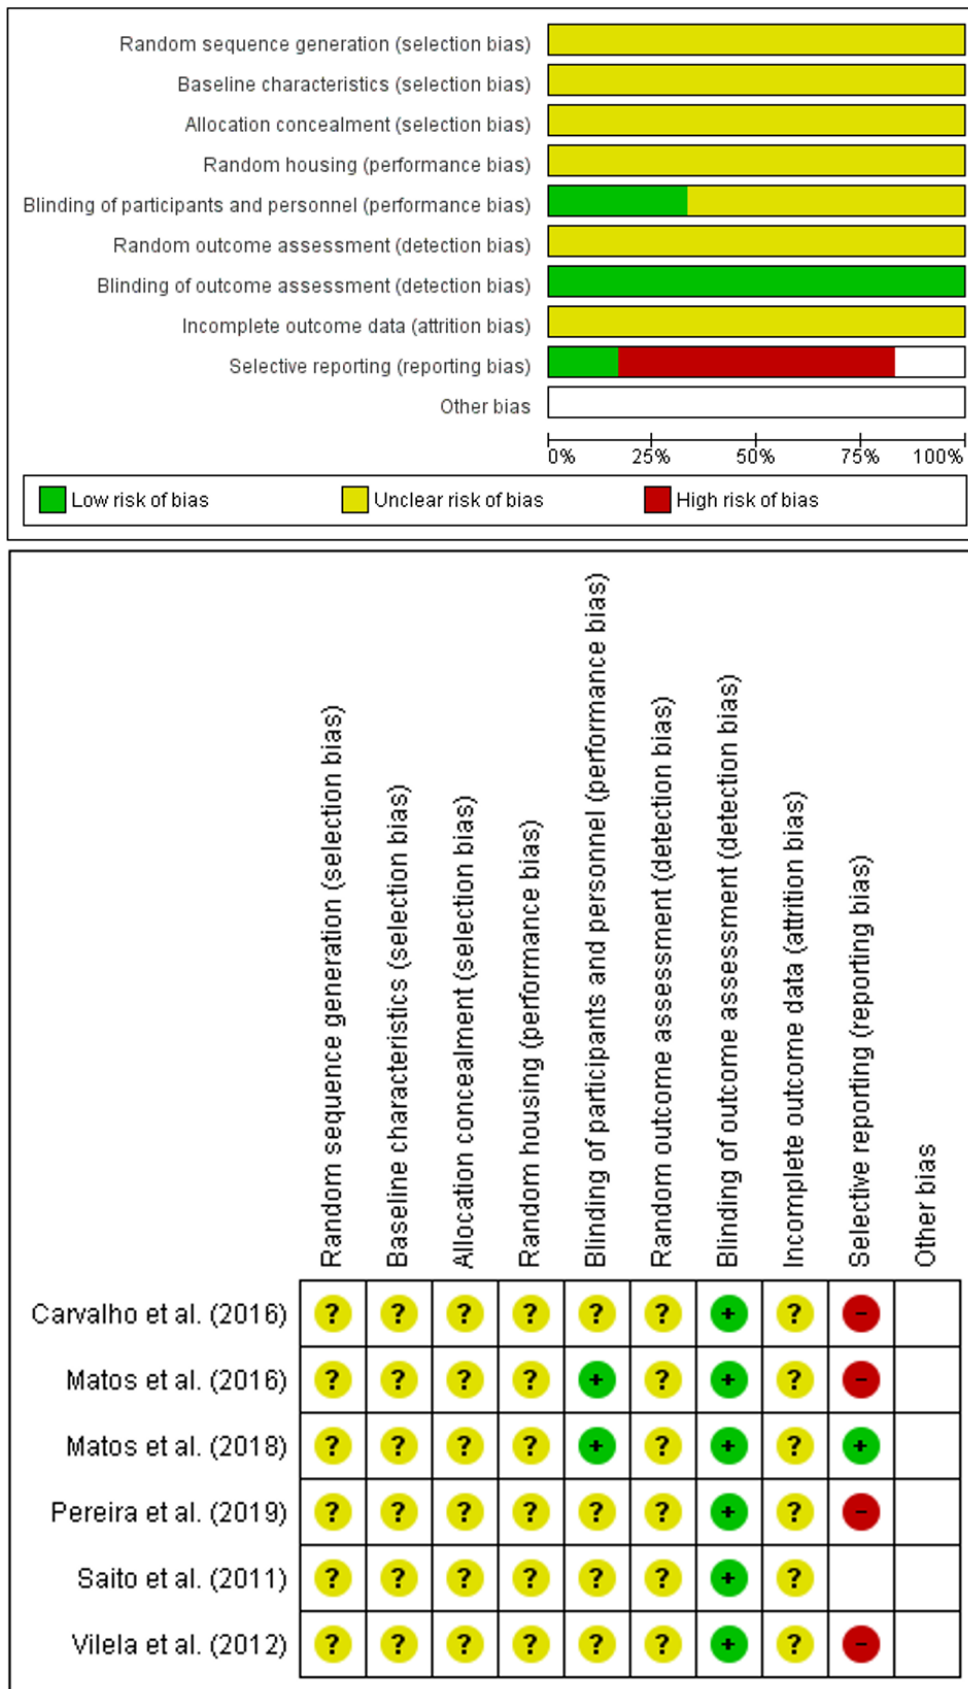 Random sequence generation (selection bias)
Baseline characteristics (selection bias)
Allocation concealment (selection bias)
Random housing (performance bias)
Blinding of participants and personnel (performance bias)
Random outcome assessment (detection bias)
Blinding of outcome assessment (detection bias)
Incomplete outcome data (attrition bias)
Selective reporting (reporting bias)
Other bias
0% 25% 50% 75% 100%
Low risk of bias Unclear risk of bias High risk of bias
Random sequence generation (selection bias)
Baseline characteristics (selection bias)
Allocation concealment (selection bias)
Random housing (performance bias)
Blinding of participants and personnel (performance bias)
Random outcome assessment (detection bias)
Blinding of outcome assessment (detection bias)
Incomplete outcome data (attrition bias)
Selective reporting (reporting bias)
Other bias
Carvalho et al. (2016) ? ? ? ? ? ? + ? -
Matos et al. (2016) ? ? ? ? + ? + ? -
Matos et al. (2018) ? ? ? ? + ? + ? +
Pereira et al. (2019) ? ? ? ? ? ? + ? -
Saito et al. (2011) ? ? ? ? ? ? + ?
Vilela et al. (2012) ? ? ? ? ? ? + ? -